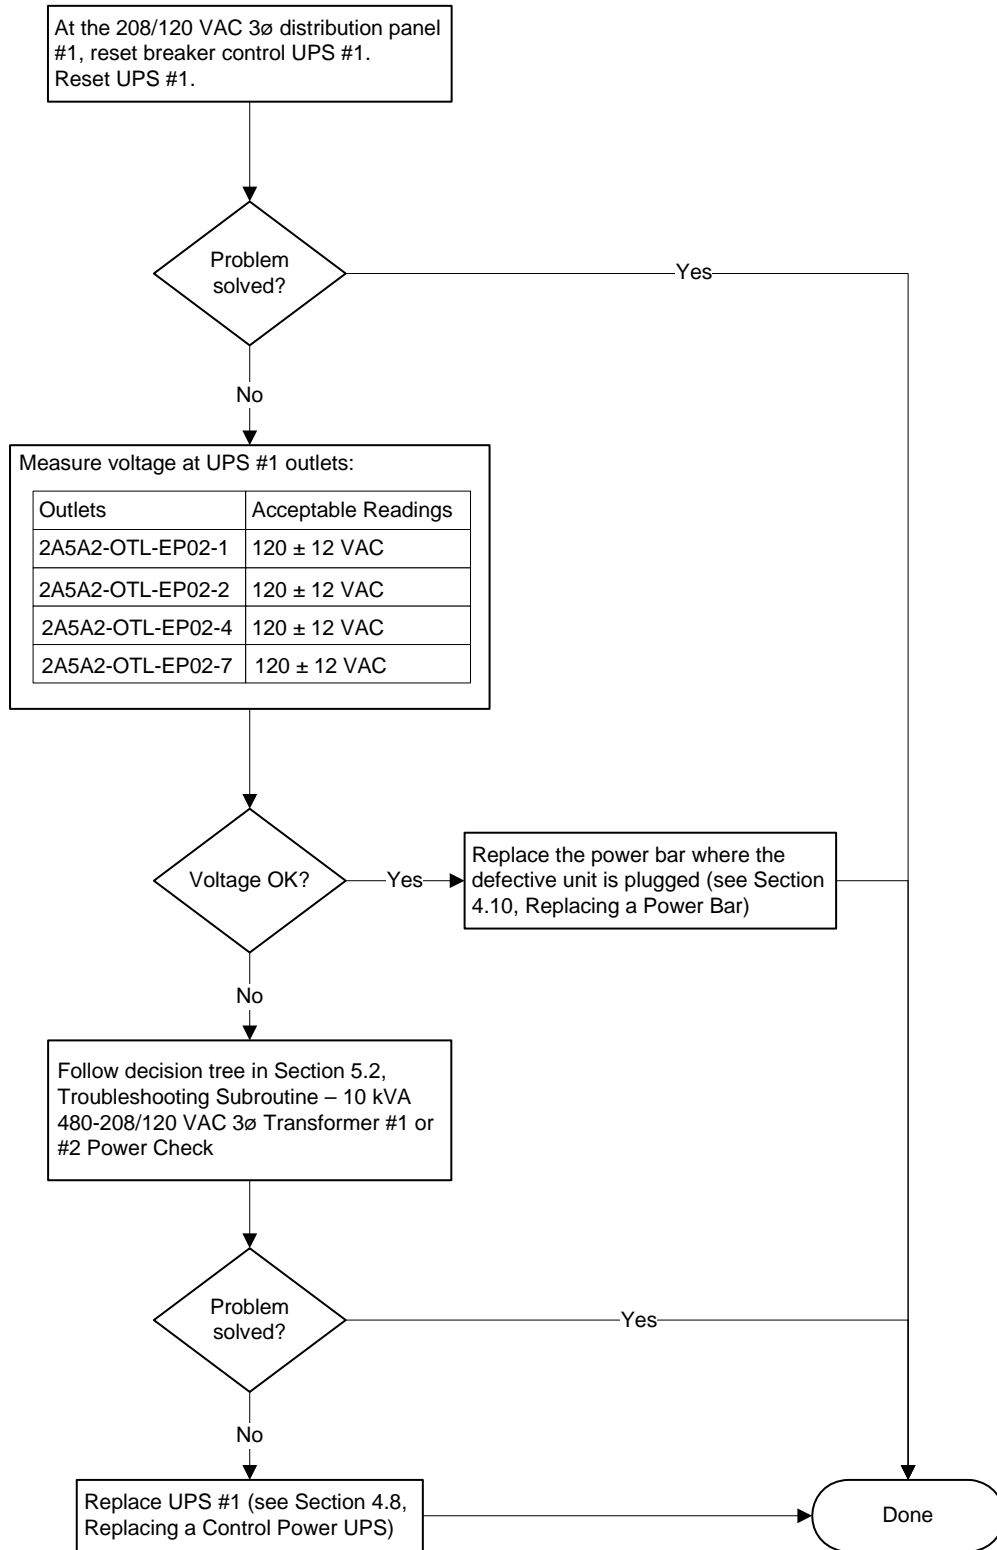 At the 208/120 VAC 3ø distribution panel
#1, reset breaker control UPS #1.
Reset UPS #1.
Problem
solved?
Yes
No
Measure voltage at UPS #1 outlets:
Outlets Acceptable Readings
2A5A2-OTL-EP02-1 120 ± 12 VAC
2A5A2-OTL-EP02-2 120 ± 12 VAC
2A5A2-OTL-EP02-4 120 ± 12 VAC
2A5A2-OTL-EP02-7 120 ± 12 VAC
Voltage OK?
Yes
Replace the power bar where the
defective unit is plugged (see Section
4.10, Replacing a Power Bar)
No
Follow decision tree in Section 5.2,
Troubleshooting Subroutine – 10 kVA
480-208/120 VAC 3ø Transformer #1 or
#2 Power Check
Problem
solved?
Yes
No
Replace UPS #1 (see Section 4.8,
Replacing a Control Power UPS)
Done